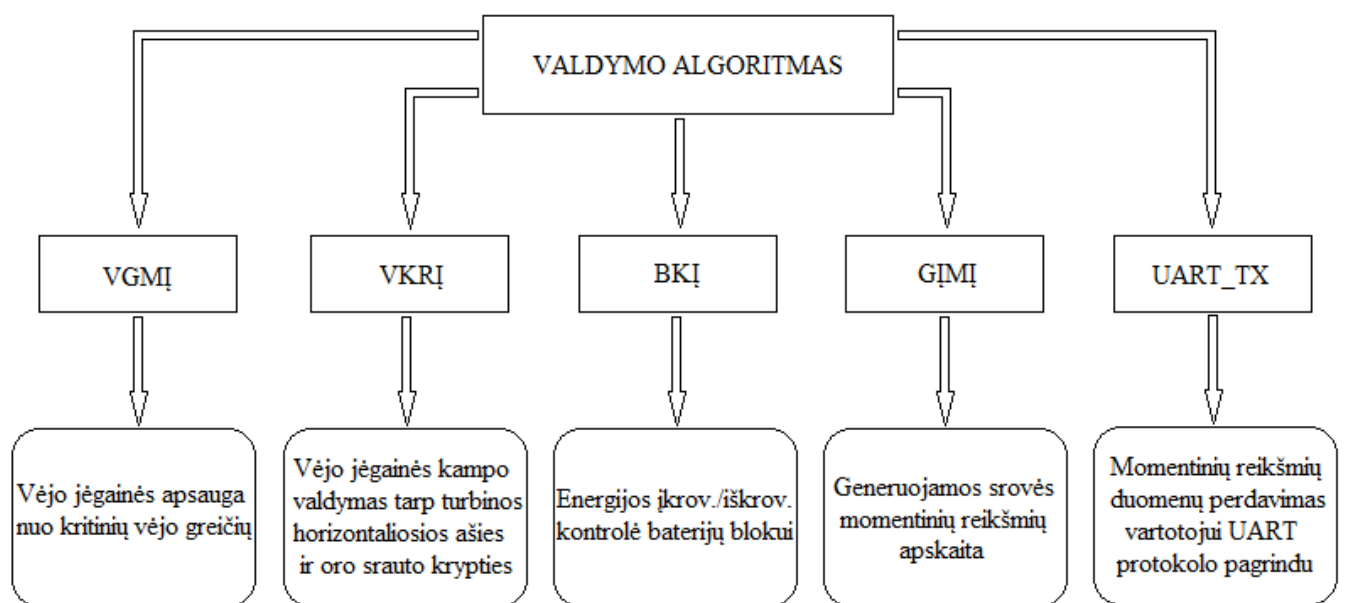 VALDYMO ALGORITMAS
VGMĮ
VKRĮ
BKĮ
GĮMĮ
UART_TX
Vėjo jėgainės apsauga
nuo kritinių vėjo greičių
Vėjo jėgainės kampo
valdymas tarp turbinos
horizontaliosios ašies
ir oro srauto krypties
Energijos įkrov./iškrov.
kontrolė baterijų blokui
Generuojamos srovės
momentinių reikšmių
apskaita
Momentinių reikšmių
duomenų perdavimas
vartotojui UART
protokolo pagrindu